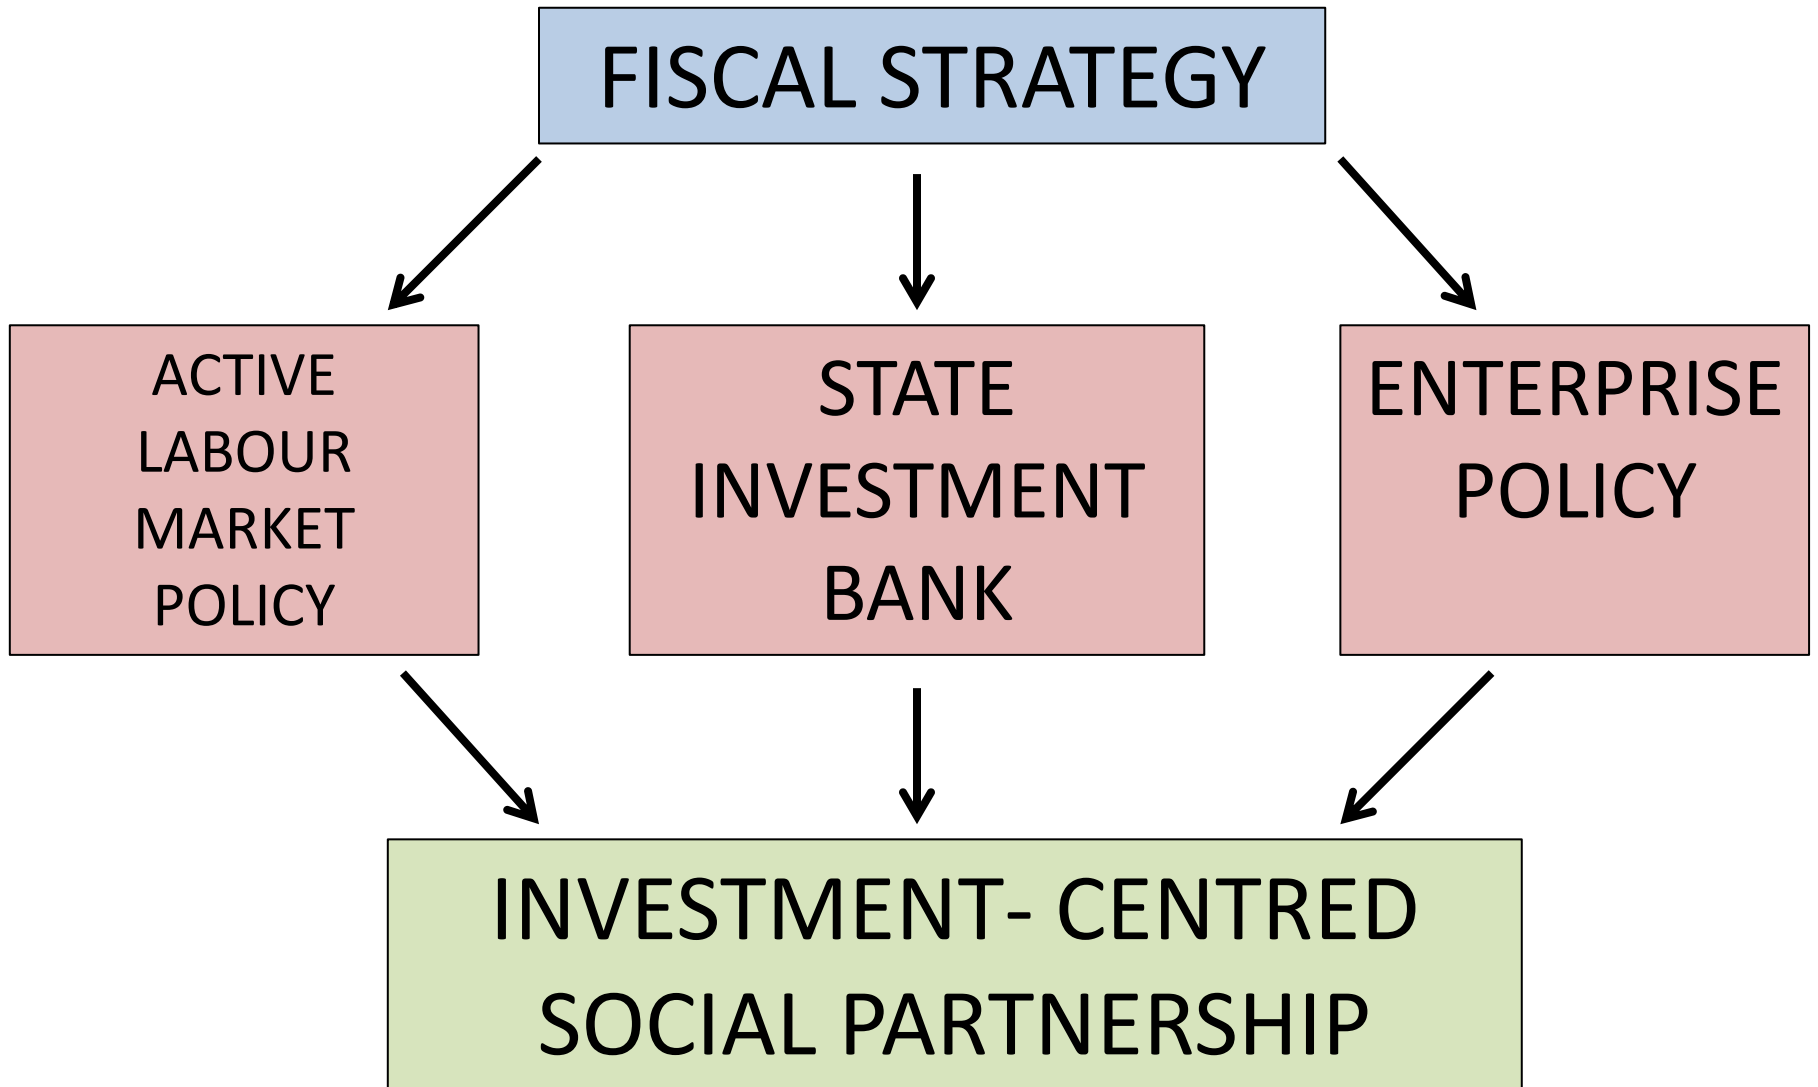 FISCAL STRATEGY
ACTIVE
LABOUR
MARKET
POLICY
STATE
INVESTMENT
BANK
ENTERPRISE
POLICY
INVESTMENT- CENTRED
SOCIAL PARTNERSHIP